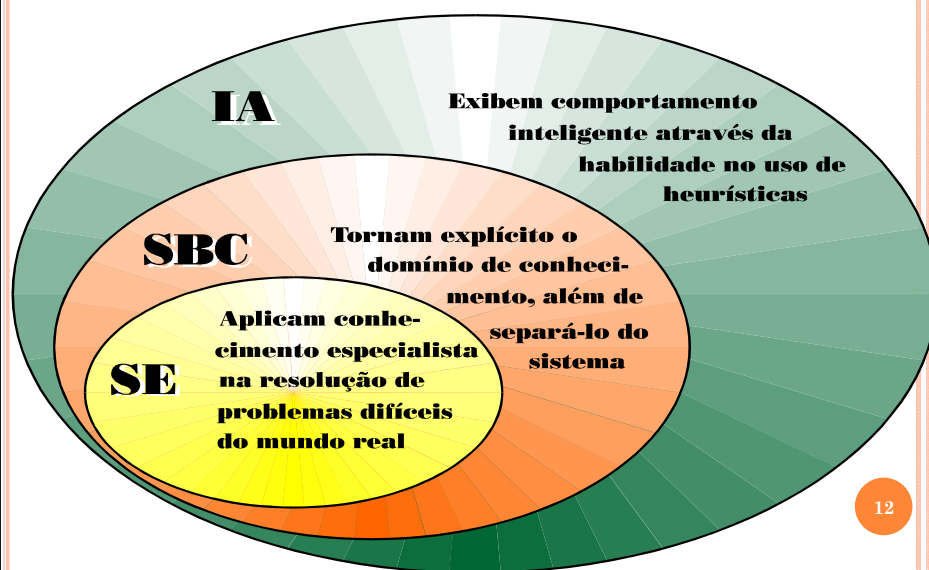 IA
Exibem comportamento
inteligente através da
habilidade no uso de
heurísticas
SBC
Tornam explícito o
domínio de conheci-
mento, além de
separá-lo do
sistema
SE
Aplicam conhe-
cimento especialista
na resolução de
problemas difíceis
do mundo real
12